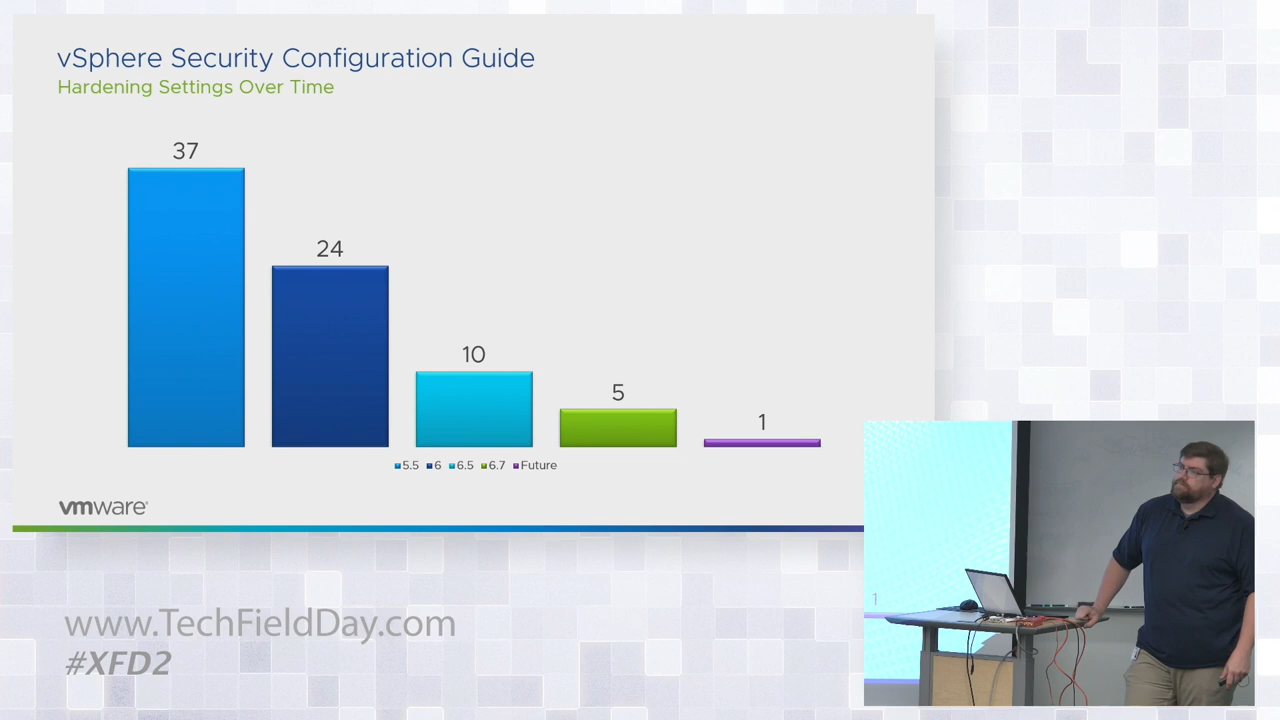 vSphere Security Configuration Guide
Hardening Settings Over Time
37
24
10
5
1
5.5 6 6.5 6.7 Future
vmware®
1
www.TechFieldDay.com
#XFD2